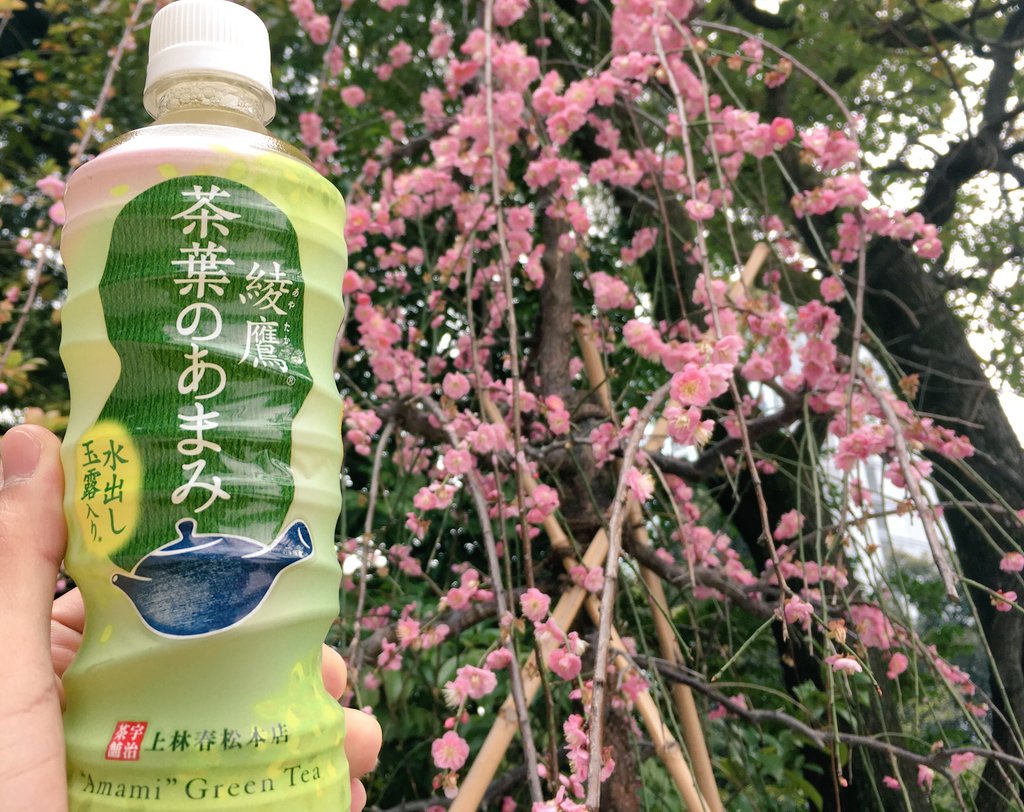 綾鷹®
あやたか
茶葉のあまみ
水出し
玉露入り。
宇治
茶舗
上林春松本店
"Amami" Green Tea